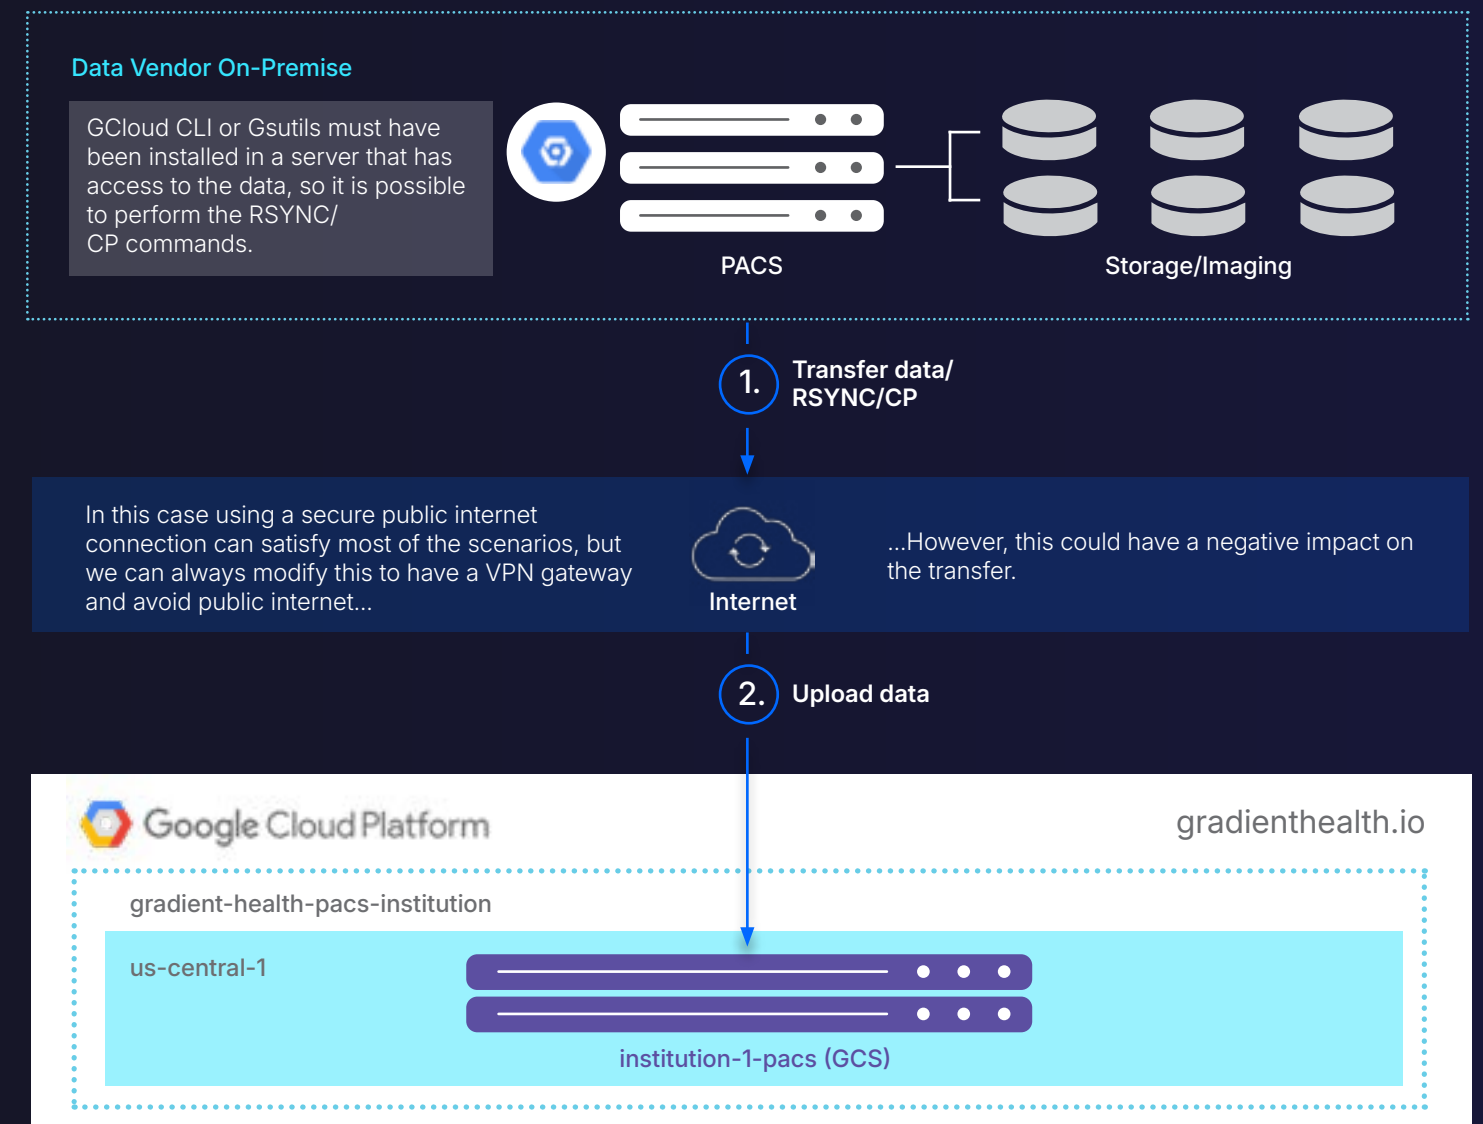 Data Vendor On-Premise
GCloud CLI or Gsutils must have
been installed in a server that has
access to the data, so it is possible
to perform the RSYNC/
CP commands.
PACS
Storage/Imaging
1.
Transfer data/
RSYNC/CP
In this case using a secure public internet
connection can satisfy most of the scenarios, but
we can always modify this to have a VPN gateway
and avoid public internet...
Internet
...However, this could have a negative impact on
the transfer.
2.
Upload data
Google Cloud Platform
gradienthealth.io
gradient-health-pacs-institution
us-central-1
institution-1-pacs (GCS)